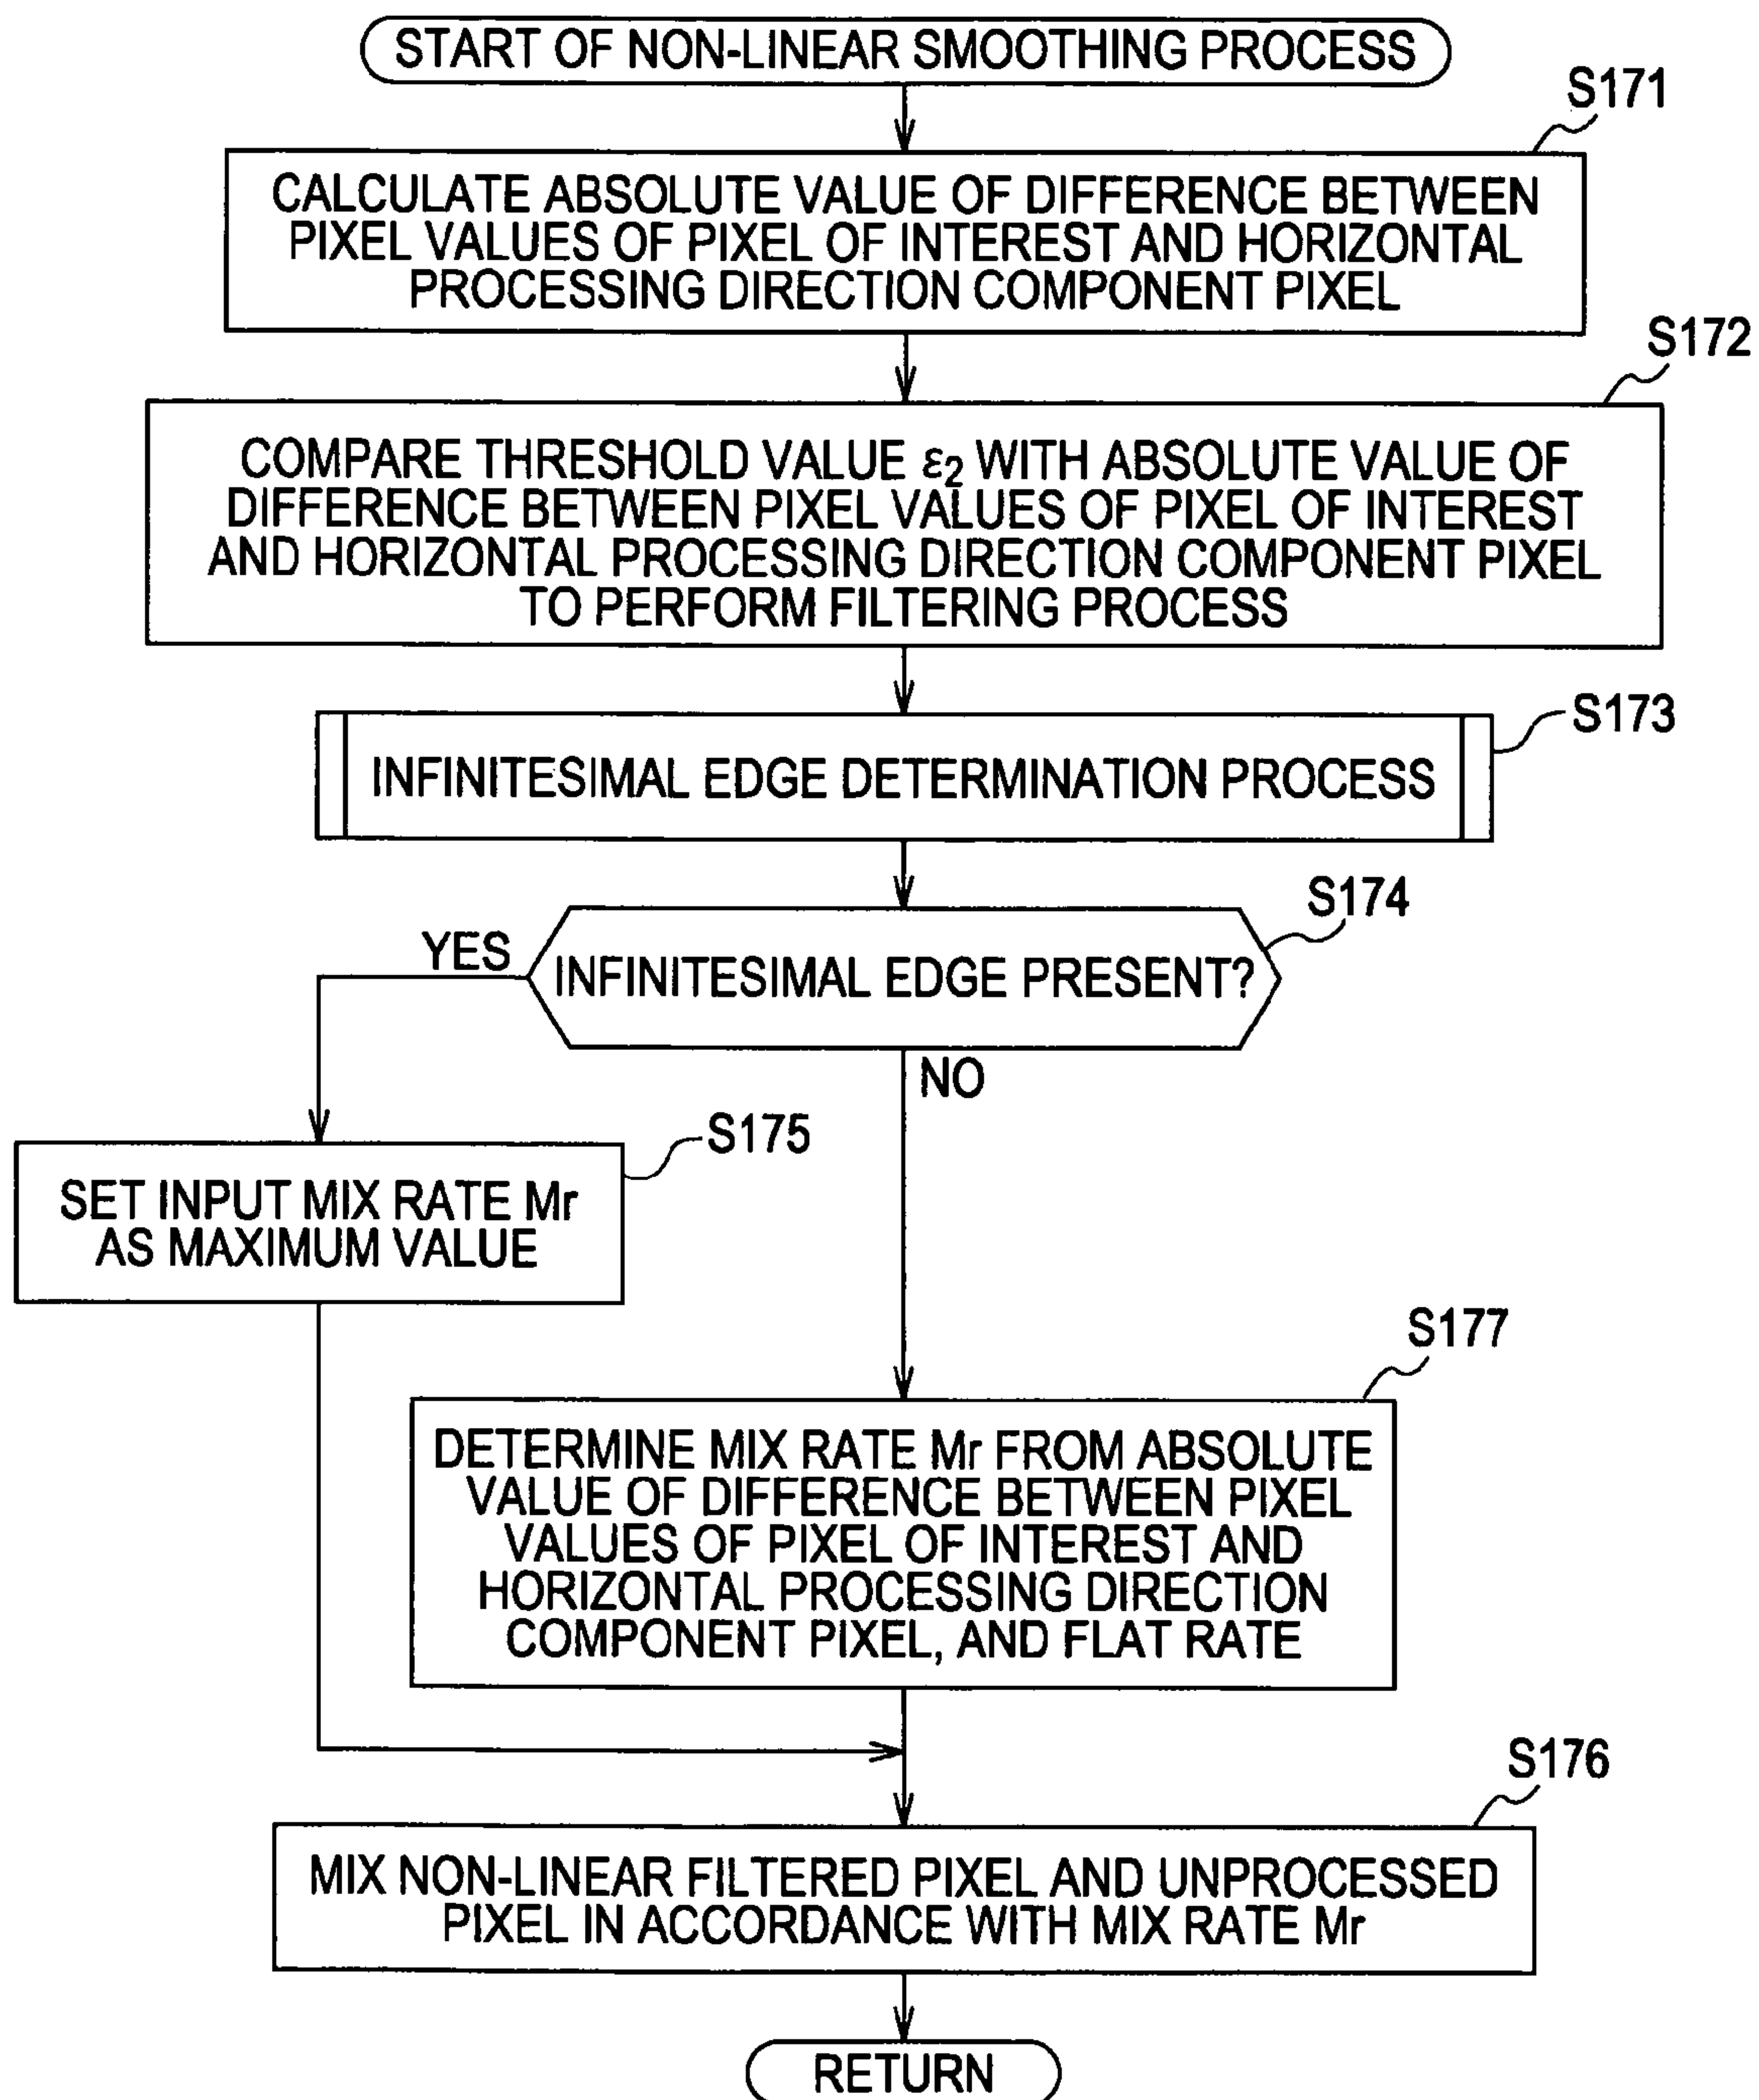 START OF NON-LINEAR SMOOTHING PROCESS
S171
CALCULATE ABSOLUTE VALUE OF DIFFERENCE BETWEEN
PIXEL VALUES OF PIXEL OF INTEREST AND HORIZONTAL
PROCESSING DIRECTION COMPONENT PIXEL
S172
COMPARE THRESHOLD VALUE ε2 WITH ABSOLUTE VALUE OF
DIFFERENCE BETWEEN PIXEL VALUES OF PIXEL OF INTEREST
AND HORIZONTAL PROCESSING DIRECTION COMPONENT PIXEL
TO PERFORM FILTERING PROCESS
S173
INFINITESIMAL EDGE DETERMINATION PROCESS
S174
YES
INFINITESIMAL EDGE PRESENT?
NO
S175
SET INPUT MIX RATE Mr
AS MAXIMUM VALUE
S177
DETERMINE MIX RATE Mr FROM ABSOLUTE
VALUE OF DIFFERENCE BETWEEN PIXEL
VALUES OF PIXEL OF INTEREST AND
HORIZONTAL PROCESSING DIRECTION
COMPONENT PIXEL, AND FLAT RATE
S176
MIX NON-LINEAR FILTERED PIXEL AND UNPROCESSED
PIXEL IN ACCORDANCE WITH MIX RATE Mr
RETURN